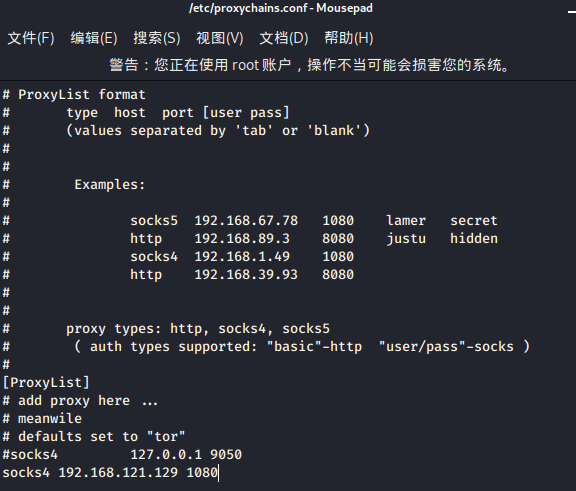 /etc/proxychains.conf - Mousepad
文件(F) 编辑(E) 搜索(S) 视图(V) 文档(D) 帮助(H)
警告：您正在使用 root 账户，操作不当可能会损害您的系统。
# ProxyList format
#       type  host  port [user pass]
#       (values separated by 'tab' or 'blank')
#
#
#        Examples:
#
#               socks5  192.168.67.78   1080    lamer   secret
#               http    192.168.89.3    8080    justu   hidden
#               socks4  192.168.1.49    1080
#               http    192.168.39.93   8080
#
#
#       proxy types: http, socks4, socks5
#        ( auth types supported: "basic"-http  "user/pass"-socks )
#
[ProxyList]
# add proxy here ...
# meanwile
# defaults set to "tor"
#socks4         127.0.0.1 9050
socks4 192.168.121.129 1080